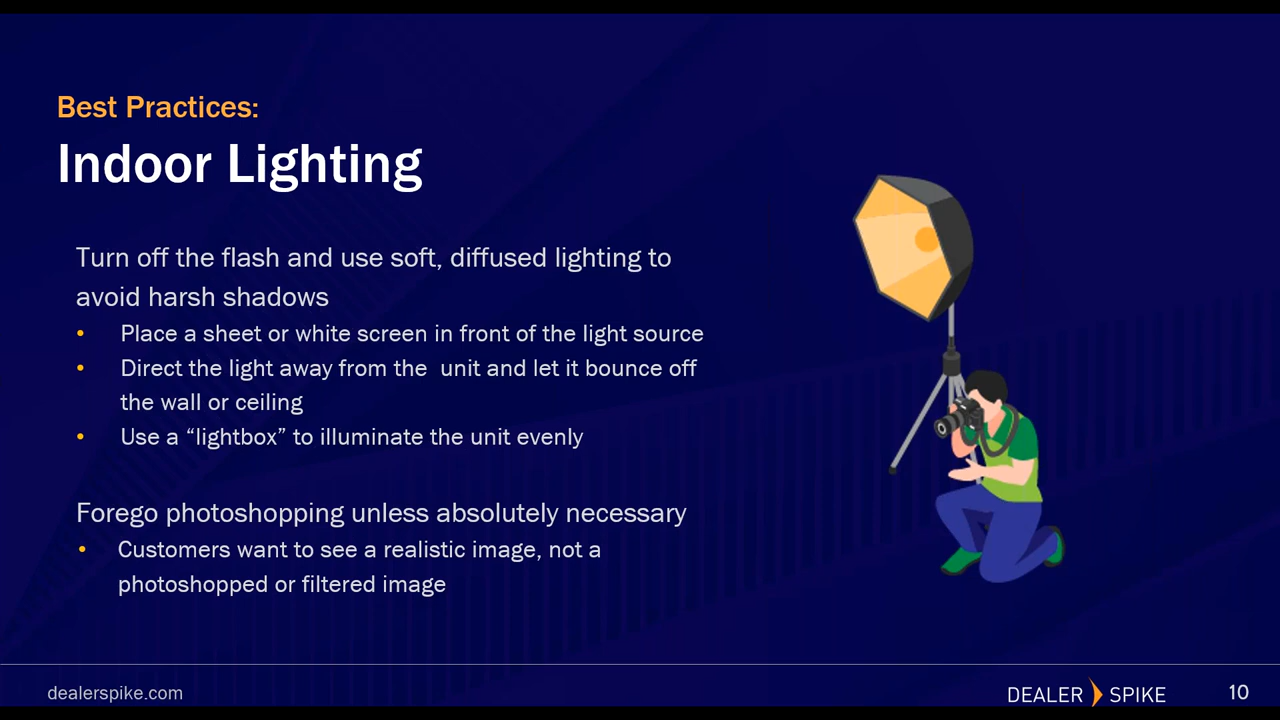 Best Practices:
Indoor Lighting
Turn off the flash and use soft, diffused lighting to
avoid harsh shadows
• Place a sheet or white screen in front of the light source
• Direct the light away from the  unit and let it bounce off
the wall or ceiling
• Use a “lightbox” to illuminate the unit evenly
Forego photoshopping unless absolutely necessary
• Customers want to see a realistic image, not a
photoshopped or filtered image
dealerspike.com
DEALER SPIKE
10